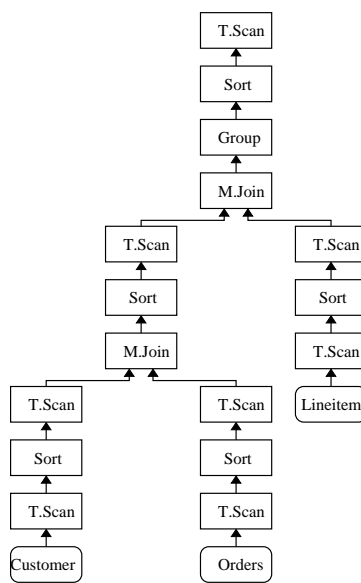 T.Scan
Sort
Group
M.Join
T.Scan T.Scan
Sort Sort
M.Join T.Scan
T.Scan T.Scan Lineitem
Sort Sort
T.Scan T.Scan
Customer Orders